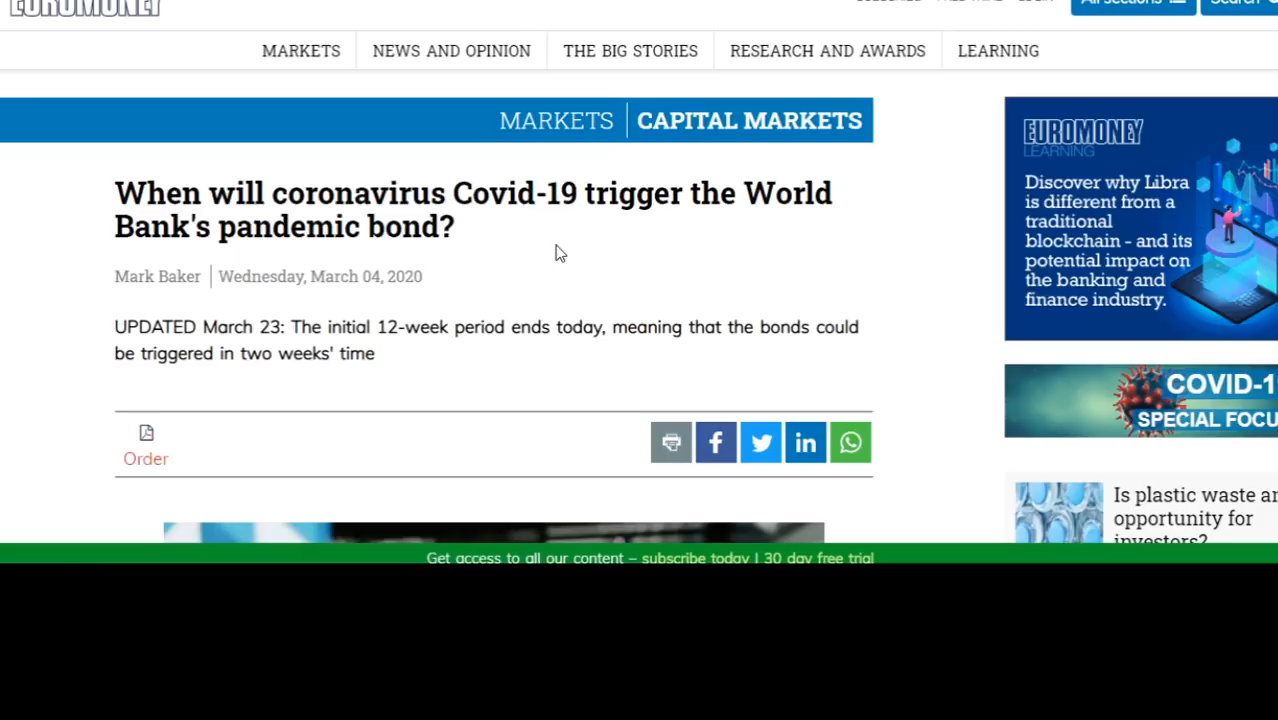 EUROMONEY
MARKETS
NEWS AND OPINION
THE BIG STORIES
RESEARCH AND AWARDS
LEARNING
MARKETS
CAPITAL MARKETS
When will coronavirus Covid-19 trigger the World
Bank's pandemic bond?
Mark Baker
Wednesday, March 04, 2020
UPDATED March 23: The initial 12-week period ends today, meaning that the bonds could
be triggered in two weeks' time
Order
EUROMONEY
LEARNING
Discover why Libra
is different from a
traditional
blockchain - and its
potential impact on
the banking and
finance industry.
COVID-1
SPECIAL FOCU
Is plastic waste a
opportunity for
investors?
Get access to all our content – subscribe today | 30 day free trial